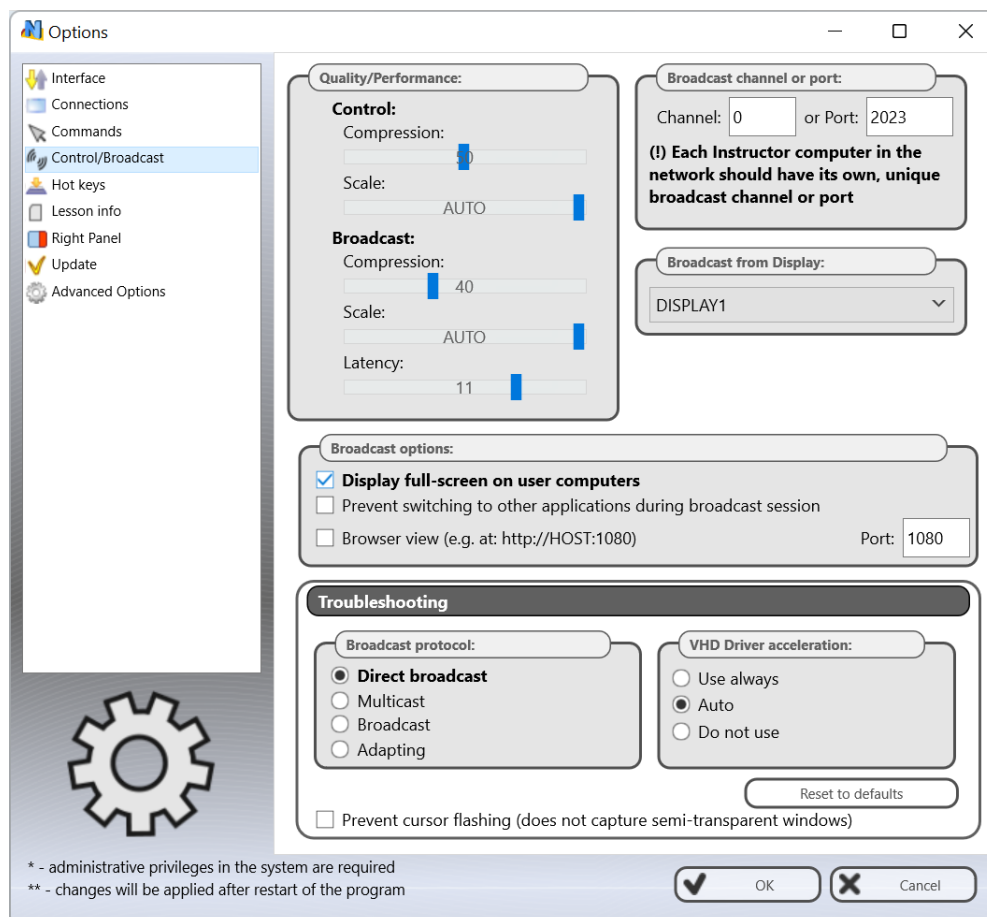 Options
Interface
Connections
Commands
Control/Broadcast
Hot keys
Lesson info
Right Panel
Update
Advanced Options
Quality/Performance:
Control:
Compression:
50
Scale:
AUTO
Broadcast:
Compression:
40
Scale:
AUTO
Latency:
11
Broadcast channel or port:
Channel: 0 or Port: 2023
(!) Each Instructor computer in the
network should have its own, unique
broadcast channel or port
Broadcast from Display:
DISPLAY1
Broadcast options:
Display full-screen on user computers
Prevent switching to other applications during broadcast session
Browser view (e.g. at: http://HOST:1080) Port: 1080
Troubleshooting
Broadcast protocol:
Direct broadcast
Multicast
Broadcast
Adapting
VHD Driver acceleration:
Use always
Auto
Do not use
Reset to defaults
Prevent cursor flashing (does not capture semi-transparent windows)
* - administrative privileges in the system are required
** - changes will be applied after restart of the program
OK
Cancel